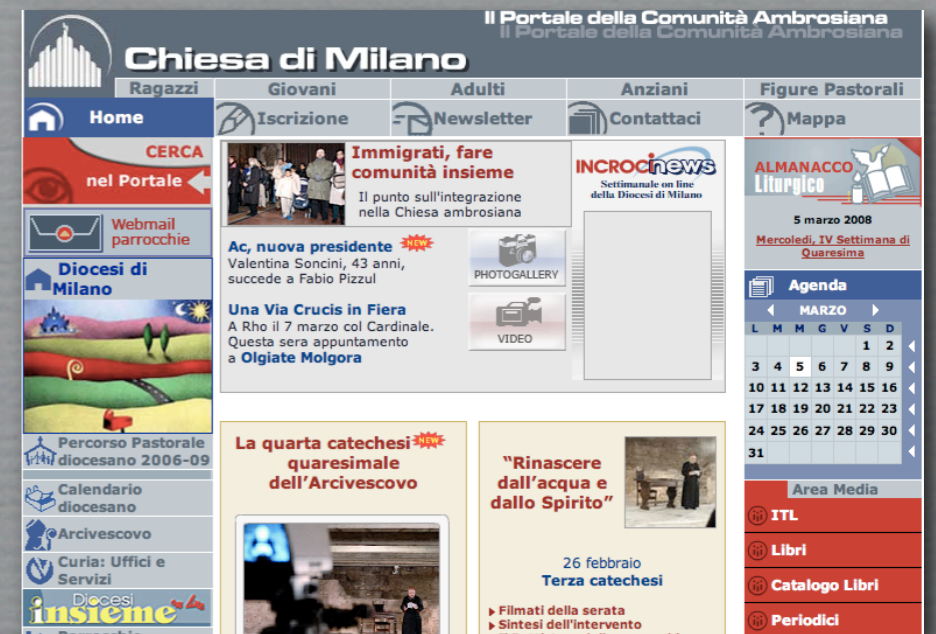 Il Portale della Comunità Ambrosiana
Il Portale della Comunità Ambrosiana
Chiesa di Milano
Ragazzi
Giovani
Adulti
Anziani
Figure Pastorali
Home
Iscrizione
Newsletter
Contattaci
Mappa
CERCA
nel Portale
Webmail
parrocchie
Diocesi di
Milano
Percorso Pastorale
diocesano 2006-09
Calendario
diocesano
Arcivescovo
Curia: Uffici e
Servizi
Diocesi
insieme
Immigrati, fare
comunità insieme
Il punto sull'integrazione
nella Chiesa ambrosiana
Ac, nuova presidente NEW
Valentina Soncini, 43 anni,
succede a Fabio Pizzul
Una Via Crucis in Fiera
A Rho il 7 marzo col Cardinale.
Questa sera appuntamento
a Olgiate Molgora
PHOTOGALLERY
VIDEO
INCROCINEWS
Settimanale on line
della Diocesi di Milano
La quarta catechesi NEW
quaresimale
dell'Arcivescovo
"Rinascere
dall'acqua e
dallo Spirito"
26 febbraio
Terza catechesi
Filmati della serata
Sintesi dell'intervento
ALMANACCO
Liturgico
5 marzo 2008
Mercoledi, IV Settimana di
Quaresima
Agenda
MARZO
L M M G V S D
1 2
3 4 5 6 7 8 9
10 11 12 13 14 15 16
17 18 19 20 21 22 23
24 25 26 27 28 29 30
31
Area Media
ITL
Libri
Catalogo Libri
Periodici